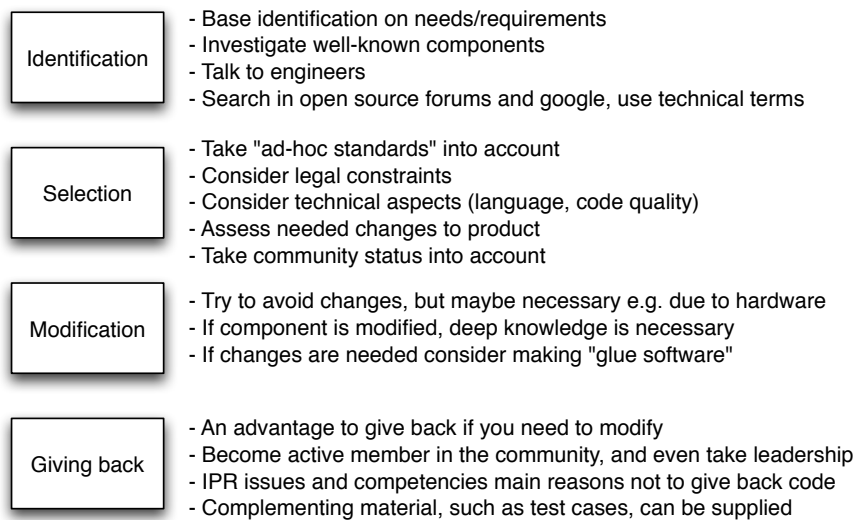 Identification
- Base identification on needs/requirements
- Investigate well-known components
- Talk to engineers
- Search in open source forums and google, use technical terms
Selection
- Take "ad-hoc standards" into account
- Consider legal constraints
- Consider technical aspects (language, code quality)
- Assess needed changes to product
- Take community status into account
Modification
- Try to avoid changes, but maybe necessary e.g. due to hardware
- If component is modified, deep knowledge is necessary
- If changes are needed consider making "glue software"
Giving back
- An advantage to give back if you need to modify
- Become active member in the community, and even take leadership
- IPR issues and competencies main reasons not to give back code
- Complementing material, such as test cases, can be supplied